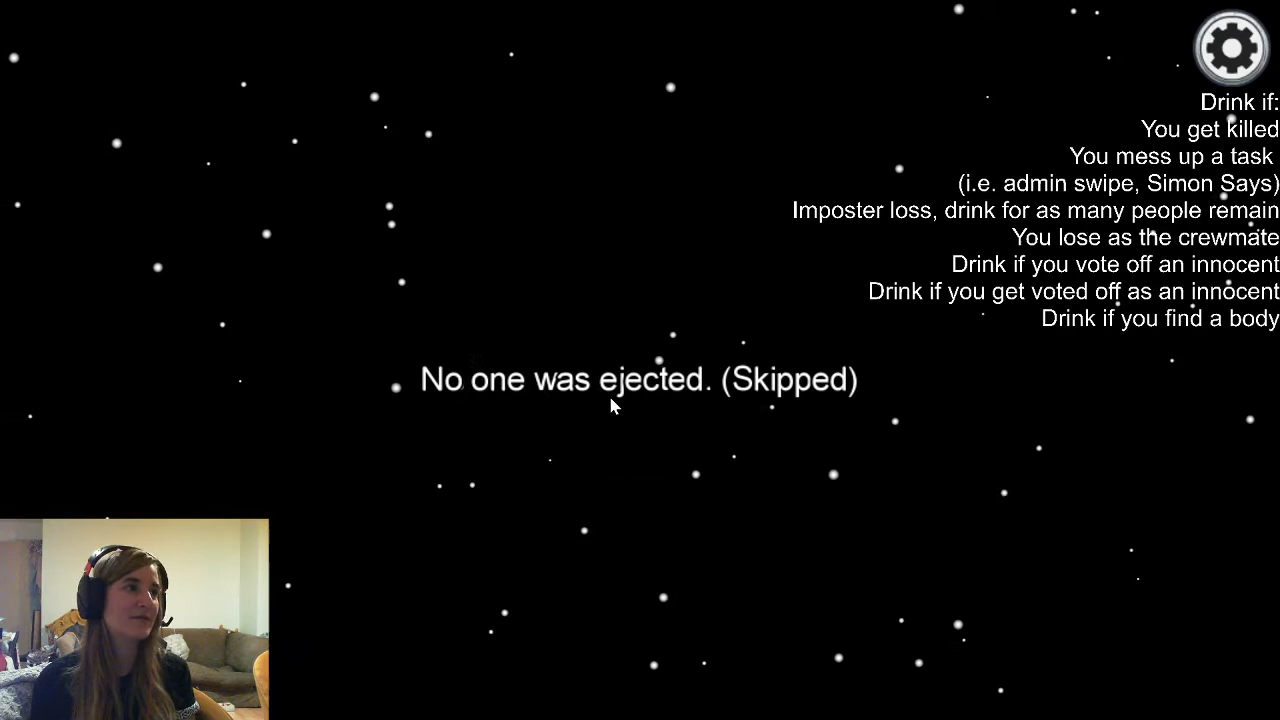 Drink if:
You get killed
You mess up a task
(i.e. admin swipe, Simon Says)
Imposter loss, drink for as many people remain
You lose as the crewmate
Drink if you vote off an innocent
Drink if you get voted off as an innocent
Drink if you find a body
No one was ejected. (Skipped)